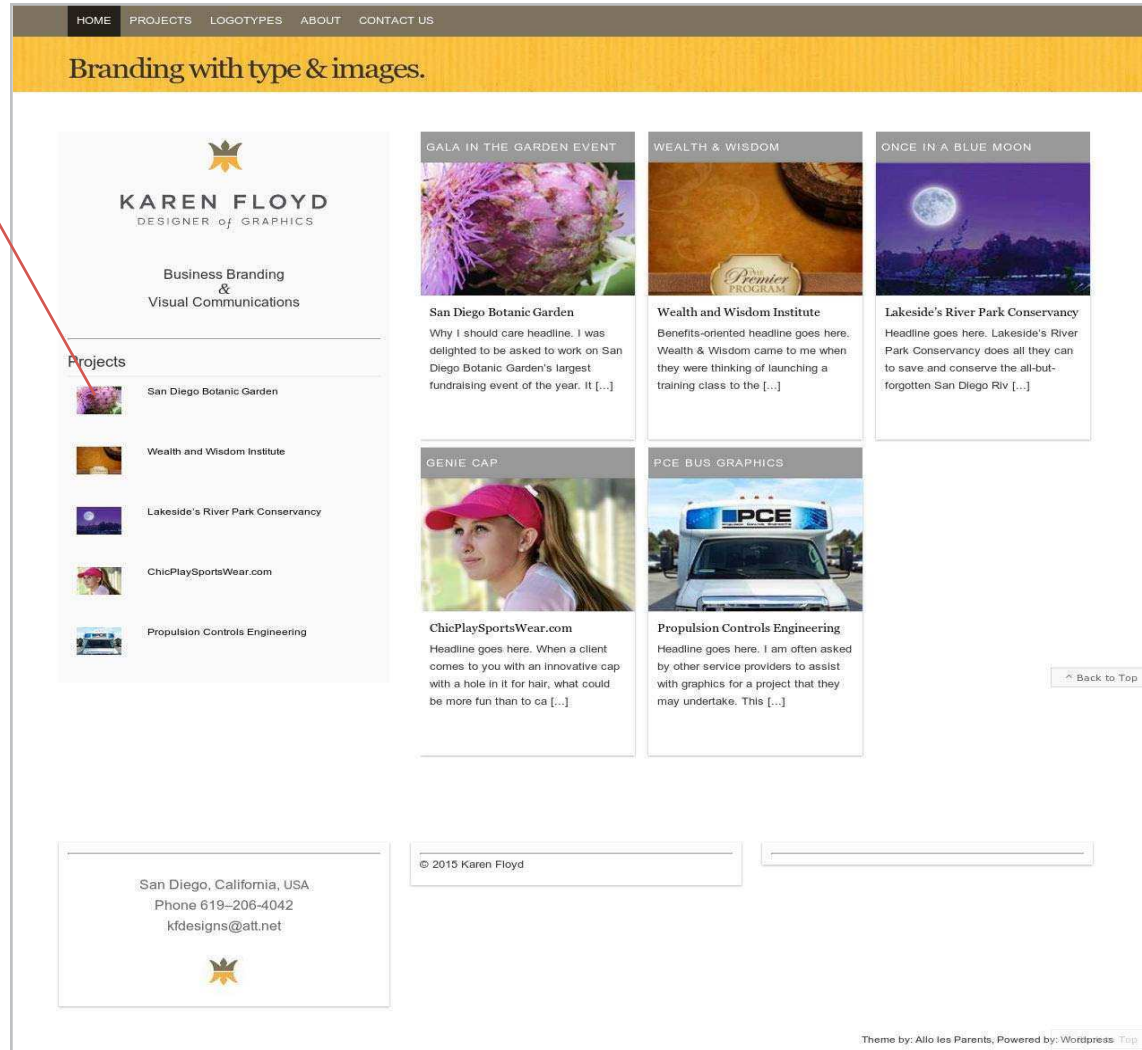 HOME PROJECTS LOGOTYPES ABOUT CONTACT US
Branding with type & images.
KAREN FLOYD
DESIGNER of GRAPHICS
Business Branding
&
Visual Communications
Projects
San Diego Botanic Garden
Wealth and Wisdom Institute
Lakeside's River Park Conservancy
ChicPlaySportsWear.com
Propulsion Controls Engineering
GALA IN THE GARDEN EVENT
San Diego Botanic Garden
Why I should care headline. I was
delighted to be asked to work on San
Diego Botanic Garden's largest
fundraising event of the year. It [...]
WEALTH & WISDOM
THE
Premier
PROGRAM
Wealth and Wisdom Institute
Benefits-oriented headline goes here.
Wealth & Wisdom came to me when
they were thinking of launching a
training class to the [...]
ONCE IN A BLUE MOON
Lakeside's River Park Conservancy
Headline goes here. Lakeside's River
Park Conservancy does all they can
to save and conserve the all-but-
forgotten San Diego Riv [...]
GENIE CAP
ChicPlaySportsWear.com
Headline goes here. When a client
comes to you with an innovative cap
with a hole in it for hair, what could
be more fun than to ca [...]
PCE BUS GRAPHICS
PCE
Propulsion Controls Engineering
Propulsion Controls Engineering
Headline goes here. I am often asked
by other service providers to assist
with graphics for a project that they
may undertake. This [...]
^ Back to Top
San Diego, California, USA
Phone 619–206-4042
kfdesigns@att.net
© 2015 Karen Floyd
Theme by: Allo les Parents, Powered by: Wordpress Top